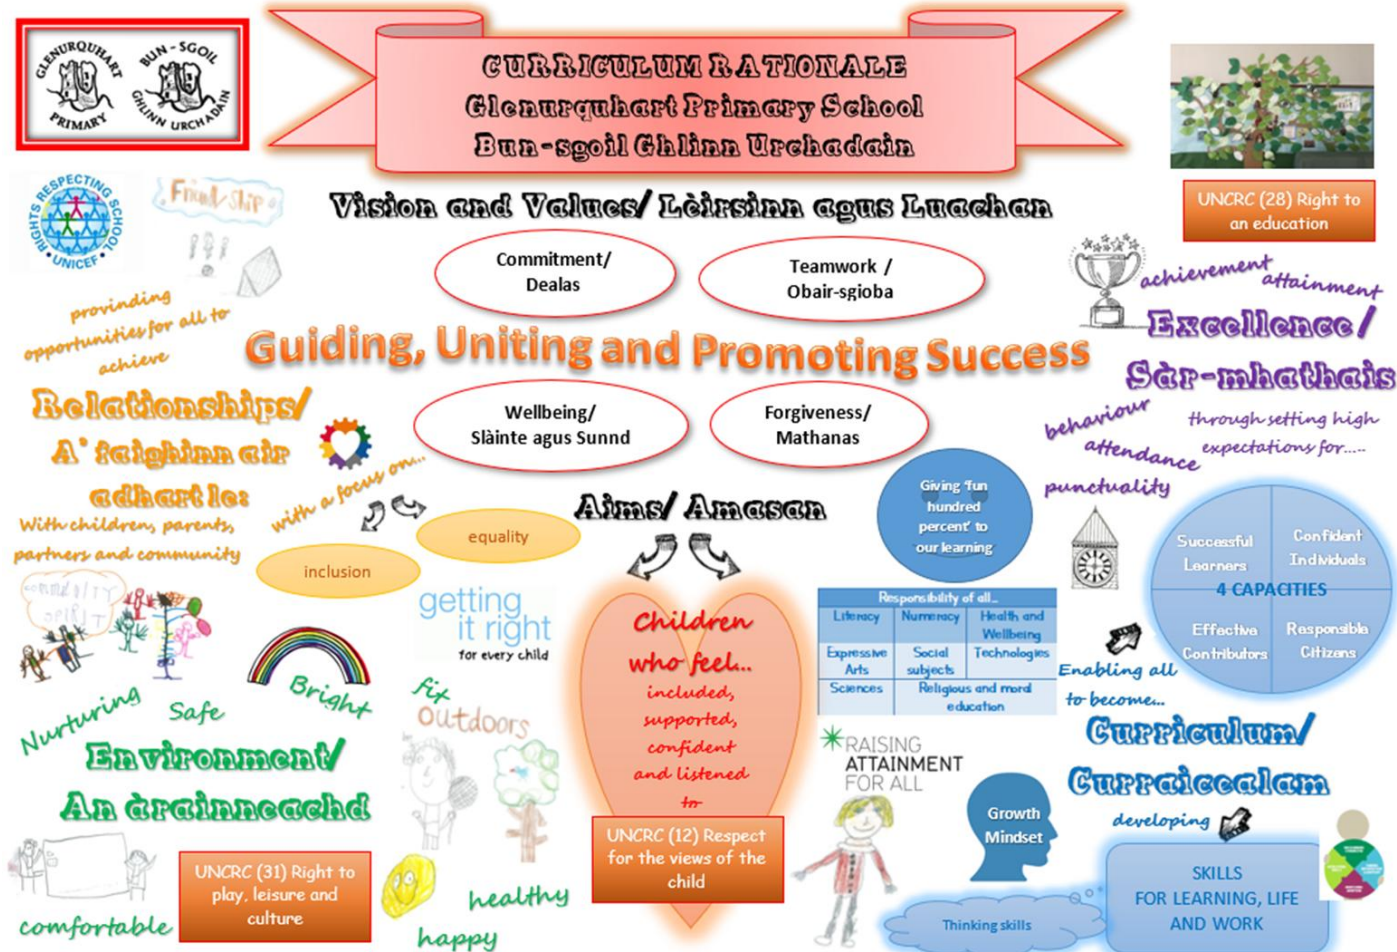 GLENURQUHART
PRIMARY
BUN-SGOIL
GHLINN URCHADAIN
CURRICULUM RATIONALE
Glenurquhart Primary School
Bun-sgoil Ghlinn Urchadain
RIGHTS RESPECTING SCHOOL
UNICEF
Friendship
Vision and Values/ Lèirsinn agus Luachan
UNCRC (28) Right to
an education
Commitment/
Dealas
Teamwork /
Obair-sgioba
Guiding, Uniting and Promoting Success
Wellbeing/
Slàinte agus Sunnd
Forgiveness/
Mathanas
provinding
opportunities for all to
achieve
Relationships/
A' faighinn air
adhart le:
With children, parents,
partners and community
with a focus on...
inclusion
equality
achievement
attainment
Excellence/
Sàr-mhathais
through setting high
expectations for.....
behaviour
attendance
punctuality
Aims/ Amasan
Children
who feel...
included,
supported,
confident
and listened
to
UNCRC (12) Respect
for the views of the
child
Giving 'fun
hundred
percent' to
our learning
Responsibility of all...
Literacy Numeracy Health and
Wellbeing
Expressive
Arts
Social
subjects
Technologies
Sciences Religious and moral
education
Successful
Learners
Confident
Individuals
4 CAPACITIES
Effective
Contributors
Responsible
Citizens
Enabling all
to become...
Curriculum/
Curraicealam
developing
SKILLS
FOR LEARNING, LIFE
AND WORK
RAISING
ATTAINMENT
FOR ALL
Growth
Mindset
Thinking skills
COMMUNITY
SPIRIT
Nurturing
Safe
Bright
Environment/
An àrainneachd
comfortable
UNCRC (31) Right to
play, leisure and
culture
getting
it right
for every child
fit
outdoors
healthy
happy